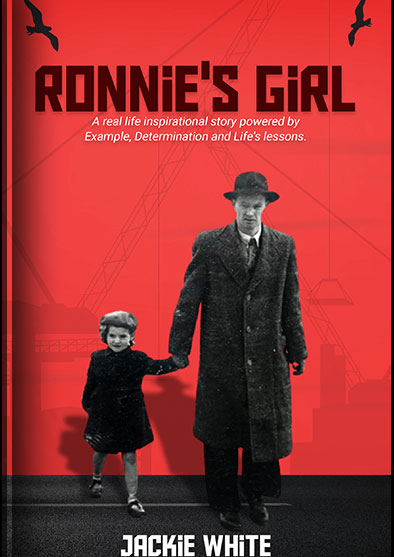 RONNiE'S GiRL
A real life inspirational story powered by
Example, Determination and Life's lessons.
JACKiE WHiTE